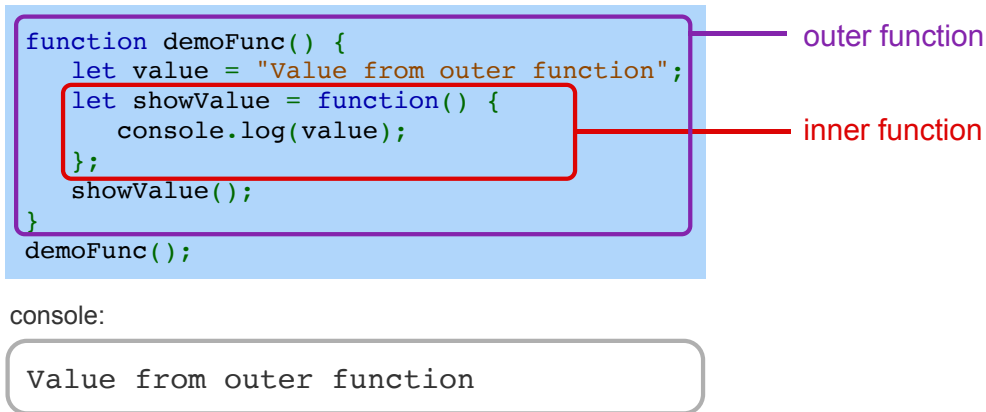 function demoFunc() {
   let value = "Value from outer function";
   let showValue = function() {
      console.log(value);
   };
   showValue();
}
demoFunc();
outer function
inner function
console:
Value from outer function